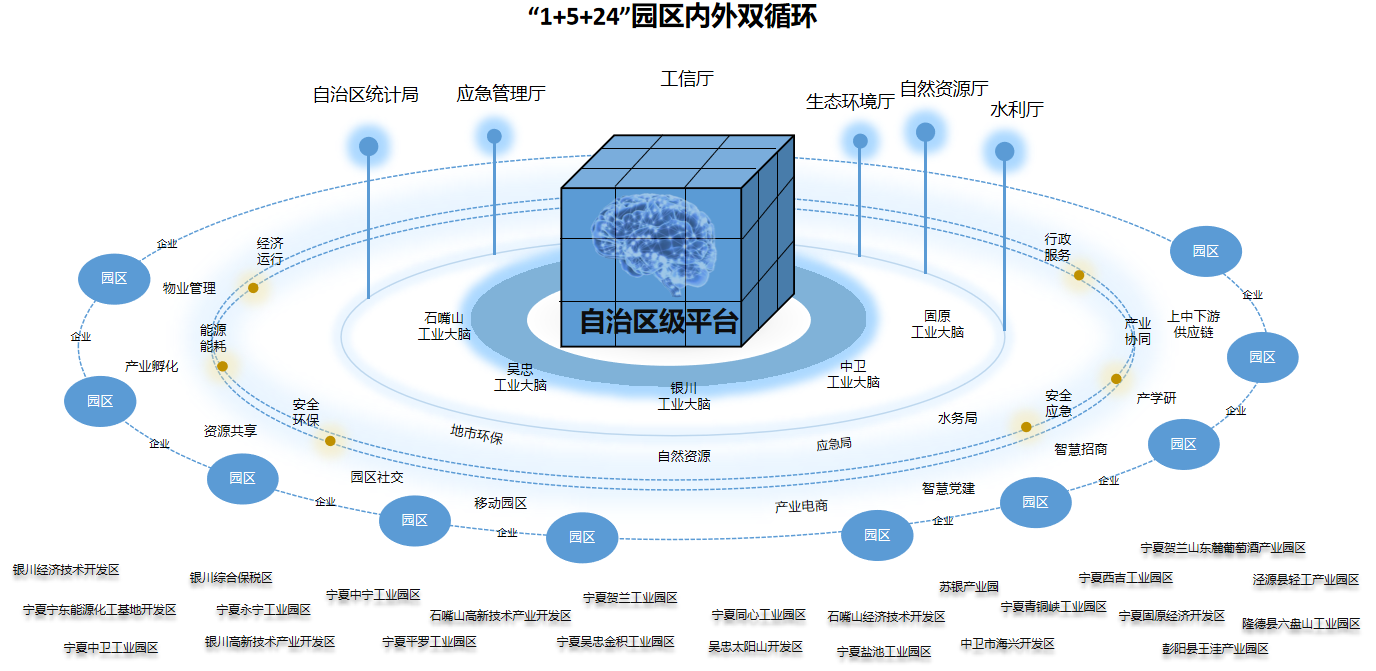 “1+5+24”园区内外双循环
工信厅
自治区统计局
应急管理厅
生态环境厅
自然资源厅
水利厅
企业
经济
运行
行政
服务
园区
园区
物业管理
企业
企业
能源
能耗
石嘴山
工业大脑
自治区级平台
固原
工业大脑
产业
协同
上中下游
供应链
园区
产业孵化
吴忠
工业大脑
银川
工业大脑
中卫
工业大脑
园区
安全
环保
安全
应急
产学研
企业
资源共享
企业
地市环保
自然资源
应急局
水务局
智慧招商
园区
园区
园区社交
企业
智慧党建
企业
移动园区
产业电商
园区
园区
企业
企业
园区
园区
宁夏贺兰山东麓葡萄酒产业园区
银川经济技术开发区
银川综合保税区
宁夏西吉工业园区
泾源县轻工产业园区
苏银产业园
宁夏中宁工业园区
宁夏贺兰工业园区
宁夏宁东能源化工基地开发区
宁夏永宁工业园区
宁夏青铜峡工业园区
石嘴山高新技术产业开发区
宁夏同心工业园区
石嘴山经济技术开发区
宁夏固原经济开发区
隆德县六盘山工业园区
宁夏中卫工业园区
银川高新技术产业开发区
宁夏平罗工业园区
宁夏吴忠金积工业园区
吴忠太阳山开发区
宁夏盐池工业园区
中卫市海兴开发区
彭阳县王洼产业园区